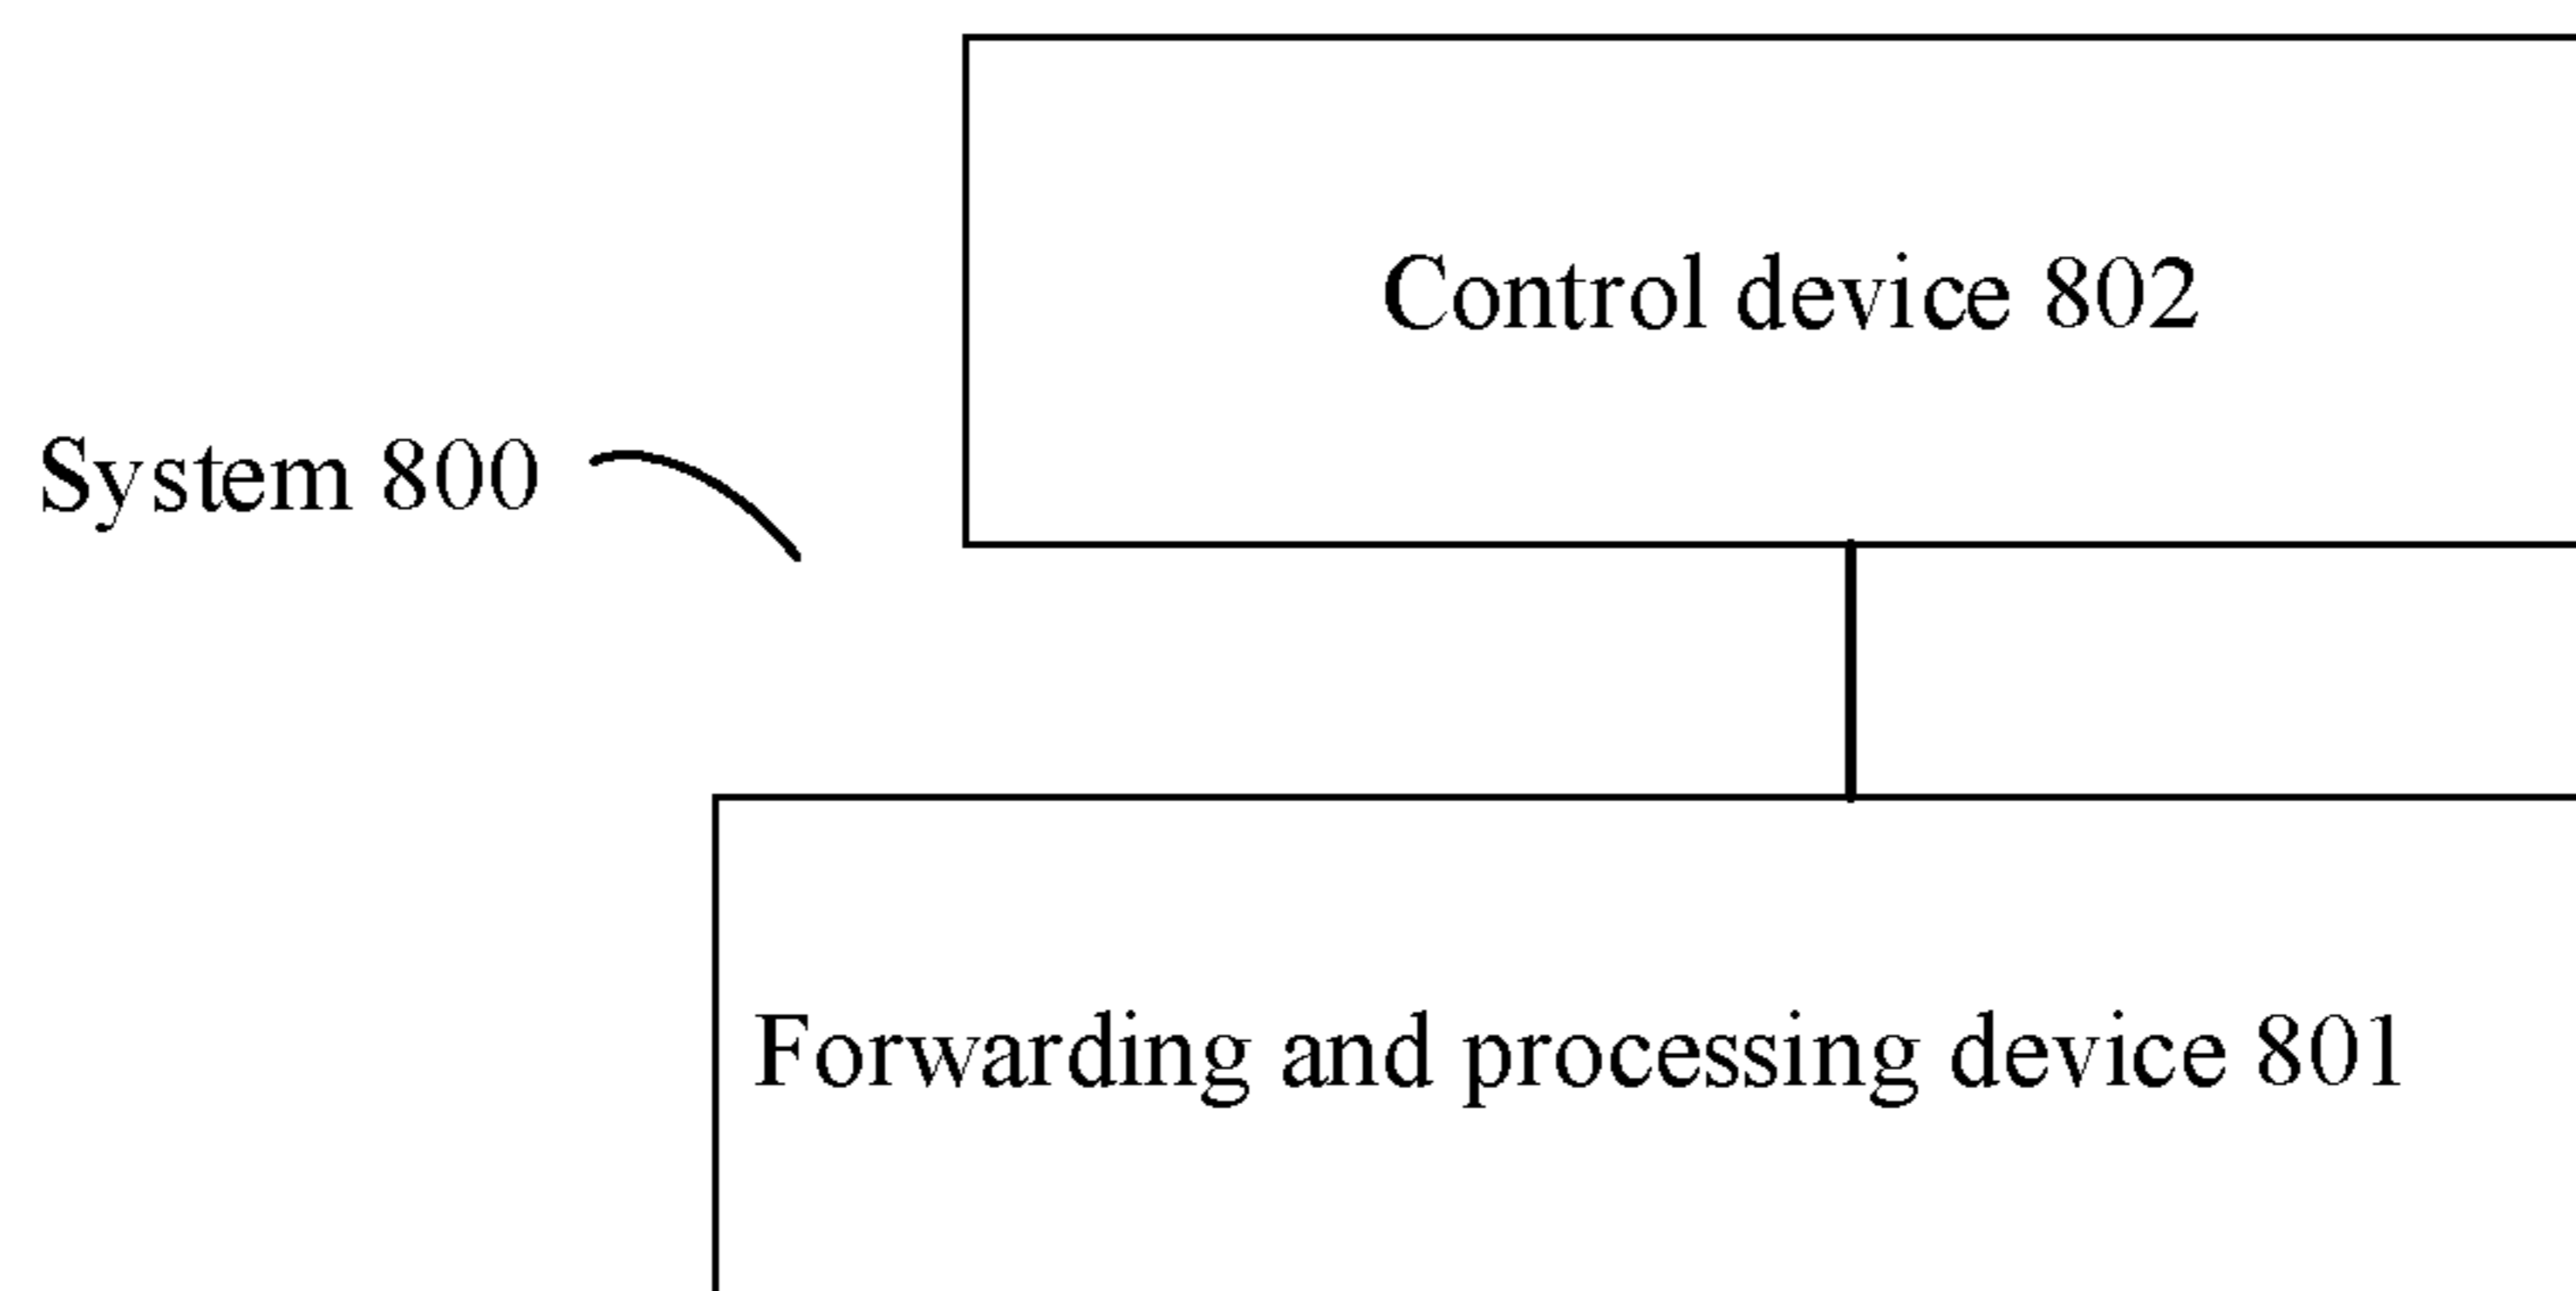 Control device 802
System 800
Forwarding and processing device 801